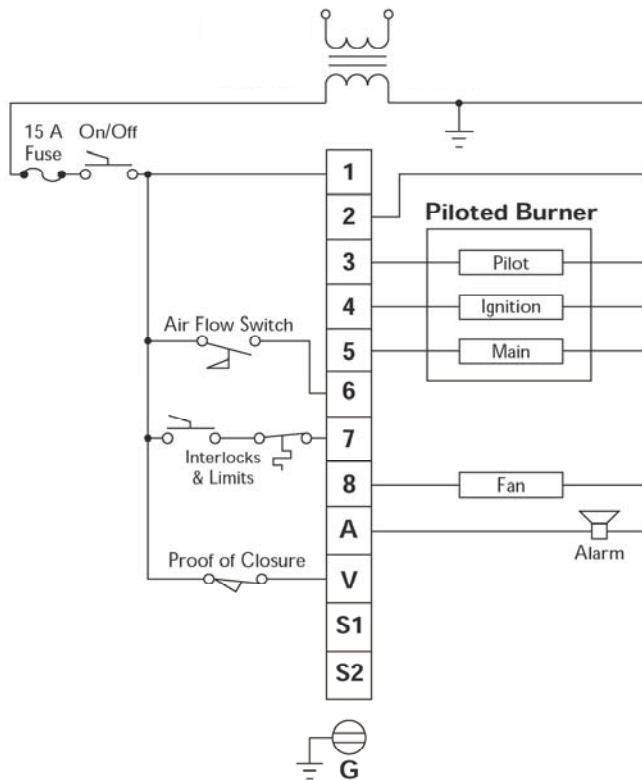 15 A
Fuse
On/Off
1
2
Piloted Burner
3
Pilot
4
Ignition
Air Flow Switch
5
Main
6
7
Interlocks
& Limits
8
Fan
A
Alarm
Proof of Closure
V
S1
S2
G